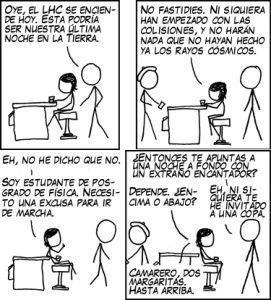 OYE, EL LHC SE ENCIEN-
DE HOY. ESTA PODRÍA
SER NUESTRA ÚLTIMA
NOCHE EN LA TIERRA.
NO FASTIDIES. NI SIQUIERA
HAN EMPEZADO CON LAS
COLISIONES, Y NO HARÁN
NADA QUE NO HAYAN HECHO
YA LOS RAYOS CÓSMICOS.
EH, NO HE DICHO QUE NO.
SOY ESTUDIANTE DE POS-
GRADO DE FÍSICA. NECESI-
TO UNA EXCUSA PARA IR
DE MARCHA.
¿ENTONCES TE APUNTAS A
UNA NOCHE A FONDO CON
UN EXTRAÑO ENCANTADOR?
DEPENDE. ¿EN-
CIMA O ABAJO?
EH, NI SI-
QUIERA TE HE
INVITADO A
UNA COPA.
CAMARERO, DOS
MARGARITAS.
HASTA ARRIBA.